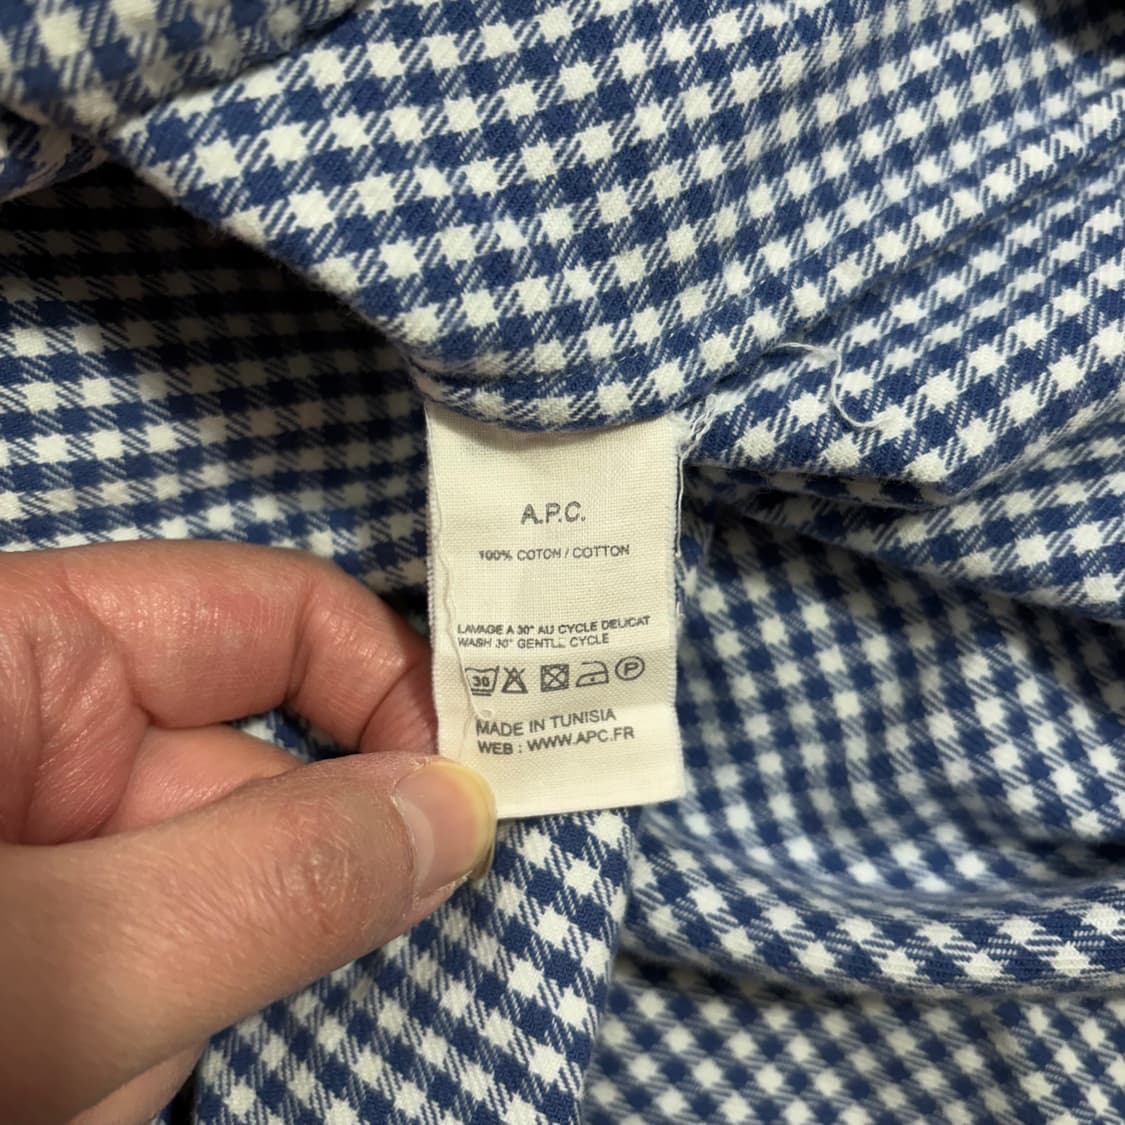 A.P.C.
100% COTON / COTTON
LAVAGE A 30° AU CYCLE DELICAT
WASH 30° GENTLE CYCLE
30 P
MADE IN TUNISIA
WEB : WWW.APC.FR